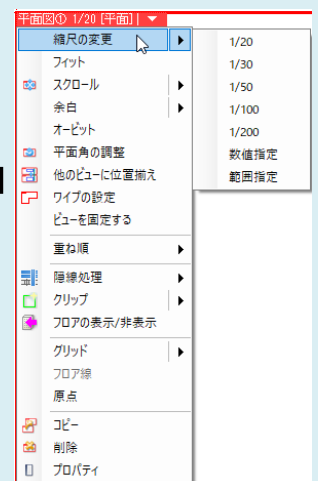 平面図① 1/20 [平面] ▼
縮尺の変更
フィット
スクロール
余白
オービット
平面角の調整
他のビューに位置揃え
ワイプの設定
ビューを固定する
重ね順
隠線処理
クリップ
フロアの表示/非表示
グリッド
フロア線
原点
コピー
削除
プロパティ
1/20
1/30
1/50
1/100
1/200
数値指定
範囲指定